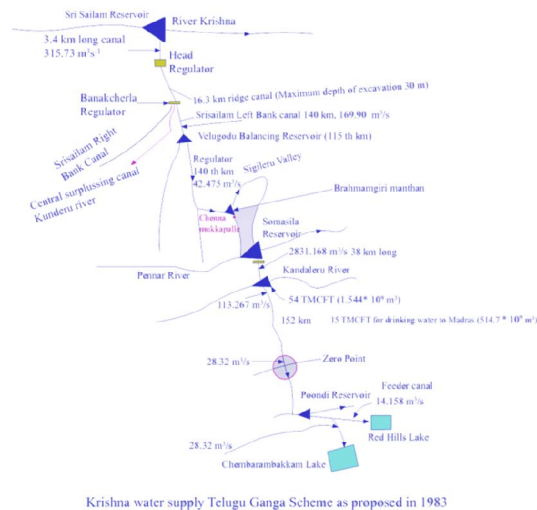 Sri Sailam Reservoir
River Krishna
3.4 km long canal
315.73 m³s⁻¹
Head
Regulator
16.3 km ridge canal (Maximum depth of excavation 30 m)
Banakcherla
Regulator
Srisailam Left Bank canal 140 km, 169.90 m³/s
Velugodu Balancing Reservoir (115 th km)
Srisailam Right
Bank Canal
Central surplussing canal
Kunderu river
Regulator
140 th km
42.475 m³/s
Sigileru Valley
Brahmamgiri manthan
Chenna
mukkapalle
Somasila
Reservoir
2831.168 m³/s 38 km long
Pennar River
Kandaleru River
54 TMCFT (1.544* 10⁹ m³)
113.267 m³/s
152 km
15 TMCFT for drinking water to Madras (514.7 * 10⁶ m³)
28.32 m³/s
Zero Point
Poondi Reservoir
Feeder canal
14.158 m³/s
Red Hills Lake
28.32 m³/s
Chembarambakkam Lake
Krishna water supply Telugu Ganga Scheme as proposed in 1983